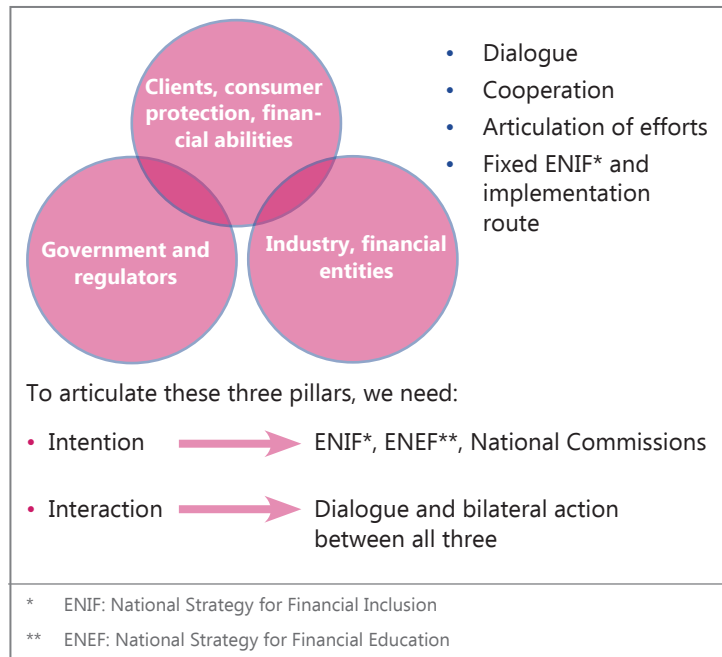 Clients, consumer
protection, finan-
cial abilities
Government and
regulators
Industry, financial
entities
• Dialogue
• Cooperation
• Articulation of efforts
• Fixed ENIF* and
implementation
route
To articulate these three pillars, we need:
• Intention
ENIF*, ENEF**, National Commissions
• Interaction
Dialogue and bilateral action
between all three
* ENIF: National Strategy for Financial Inclusion
** ENEF: National Strategy for Financial Education